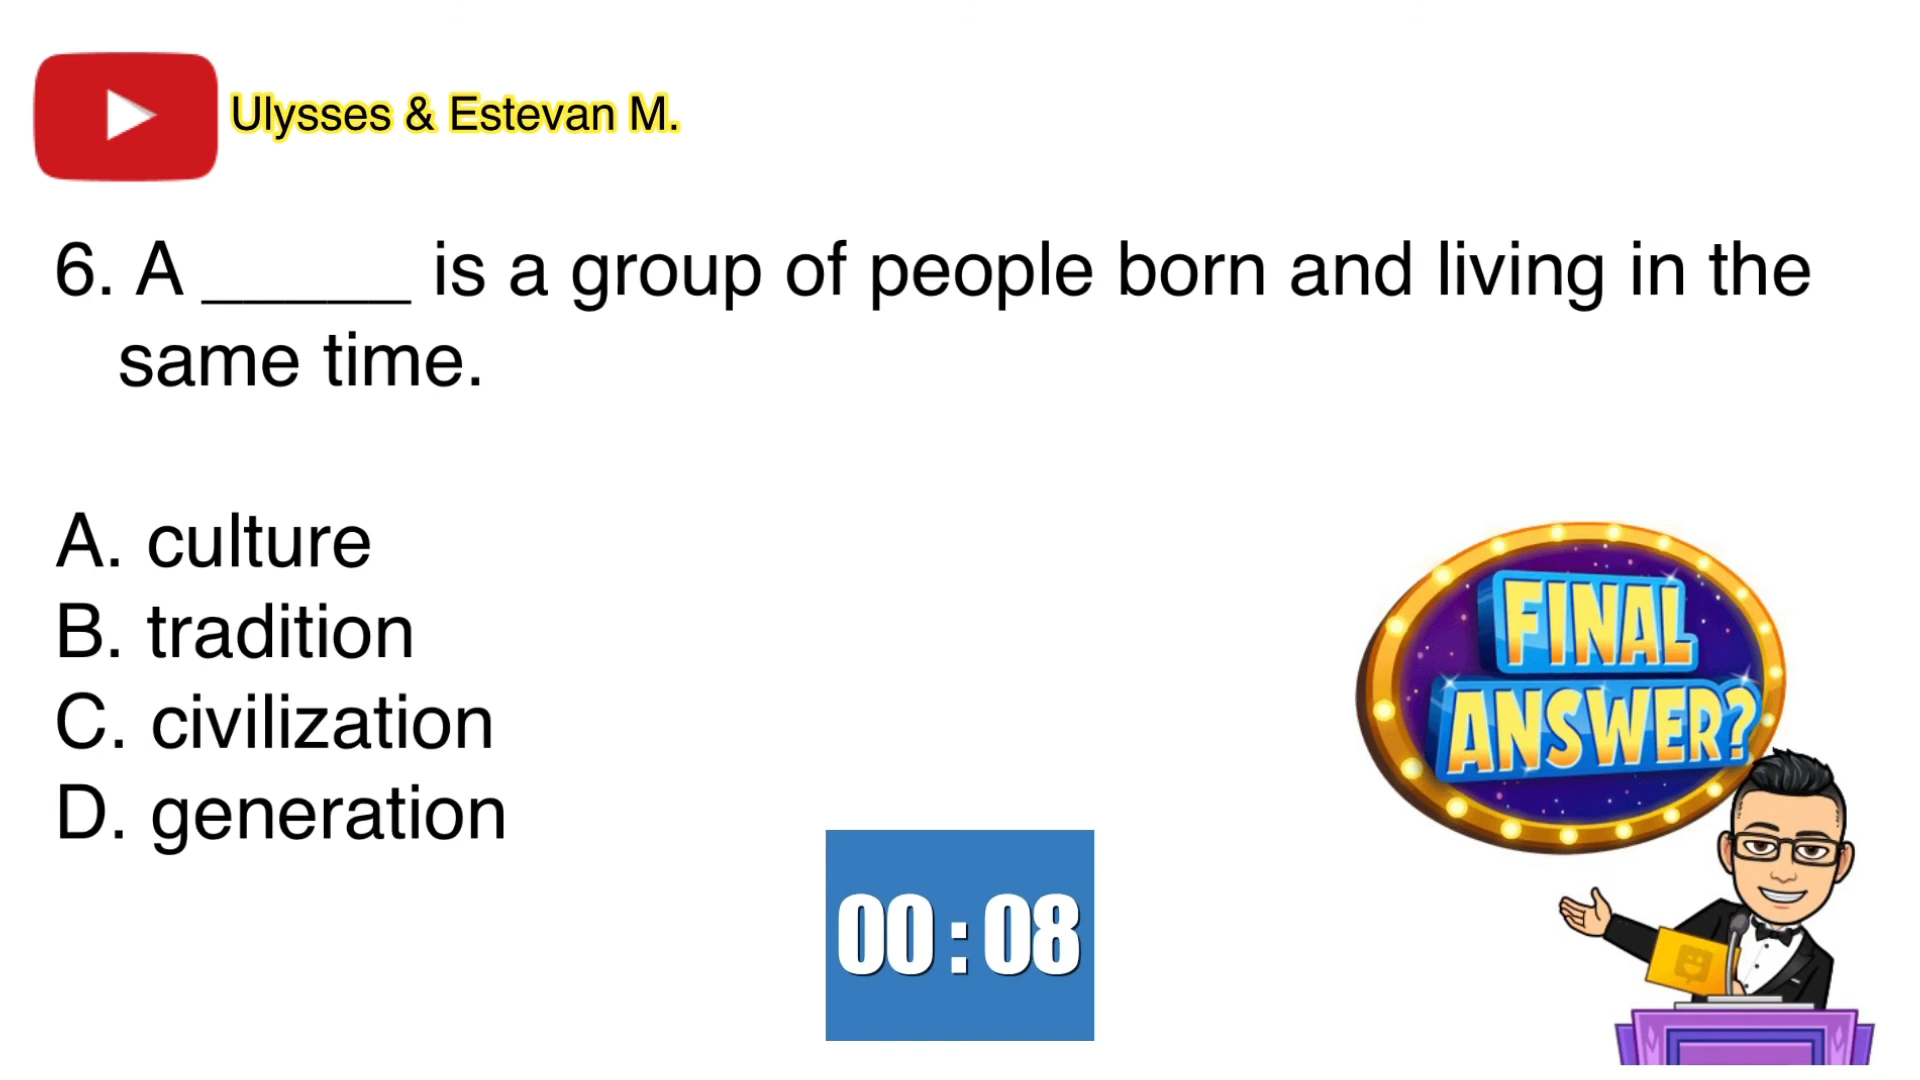 Ulysses & Estevan M.
6. A _____ is a group of people born and living in the
same time.
A. culture
B. tradition
C. civilization
D. generation
FINAL
ANSWER?
00:08